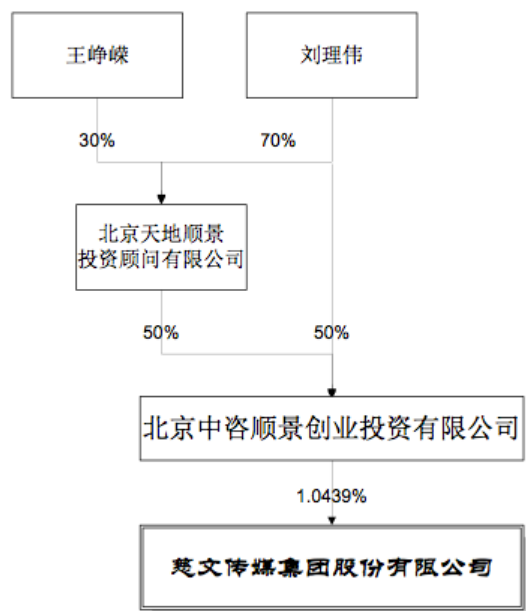 王峥嵘
刘理伟
30%
70%
北京天地顺景
投资顾问有限公司
50%
50%
北京中咨顺景创业投资有限公司
1.0439%
慈文传媒集团股份有限公司